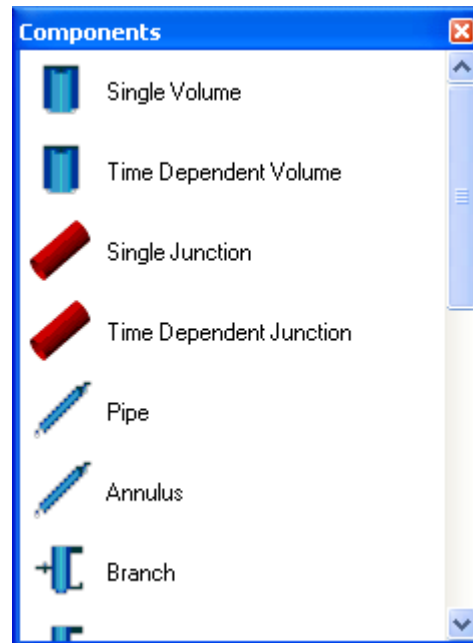 Components
Single Volume
Time Dependent Volume
Single Junction
Time Dependent Junction
Pipe
Annulus
Branch